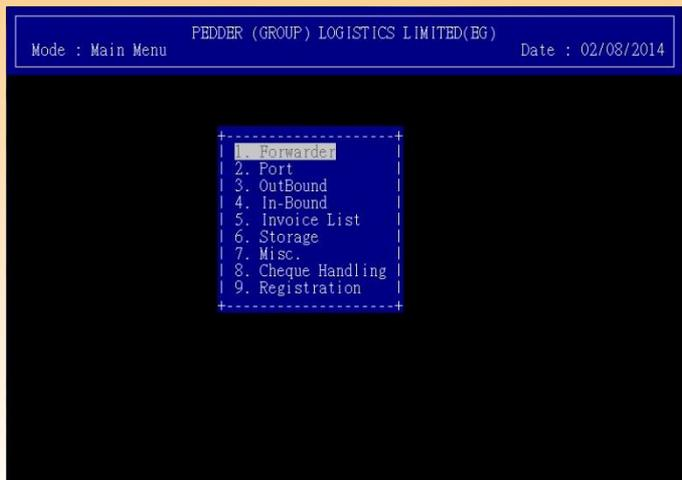 PEDDER (GROUP) LOGISTICS LIMITED(EG)
Mode : Main Menu Date : 02/08/2014
1. Forwarder
2. Port
3. OutBound
4. In-Bound
5. Invoice List
6. Storage
7. Misc.
8. Cheque Handling
9. Registration